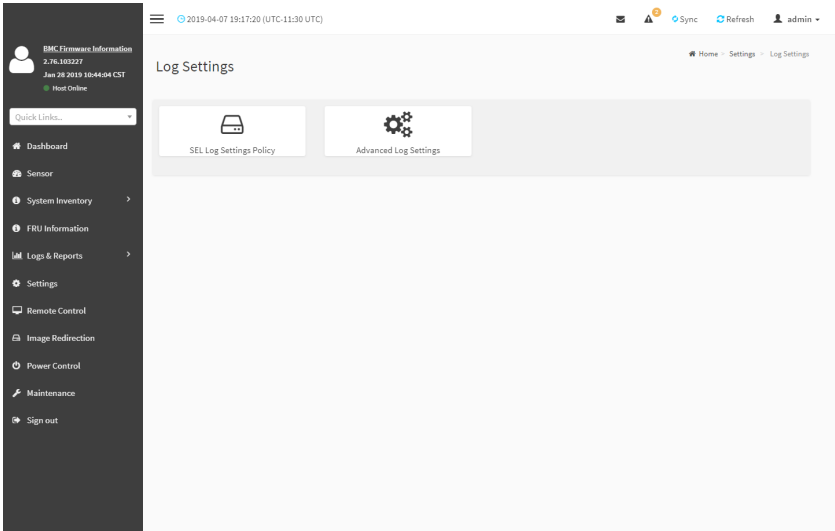 BMC Firmware Information
2.76.103227
Jan 28 2019 10:44:04 CST
Host Online
Quick Links..
Dashboard
Sensor
System Inventory
FRU Information
Logs & Reports
Settings
Remote Control
Image Redirection
Power Control
Maintenance
Sign out
2019-04-07 19:17:20 (UTC-11:30 UTC)
2
Sync
Refresh
admin
Log Settings
Home > Settings > Log Settings
SEL Log Settings Policy
Advanced Log Settings